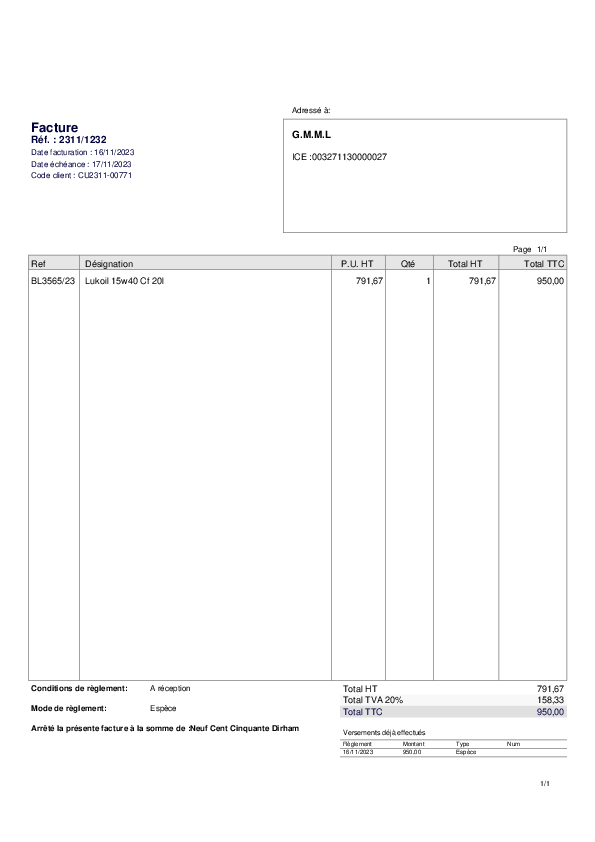 Adressé à:
Facture
Réf. : 2311/1232
Date facturation : 16/11/2023
Date échéance : 17/11/2023
Code client : CU2311-00771
G.M.M.L
ICE :003271130000027
Page 1/1
Ref Désignation P.U. HT Qté Total HT Total TTC
BL3565/23 Lukoil 15w40 Cf 20l 791,67 1 791,67 950,00
Conditions de règlement: A réception
Mode de règlement: Espèce
Arrêté la présente facture à la somme de :Neuf Cent Cinquante Dirham
Total HT 791,67
Total TVA 20% 158,33
Total TTC 950,00
Versements déjà effectués
Règlement Montant Type Num
16/11/2023 950,00 Espèce
1/1